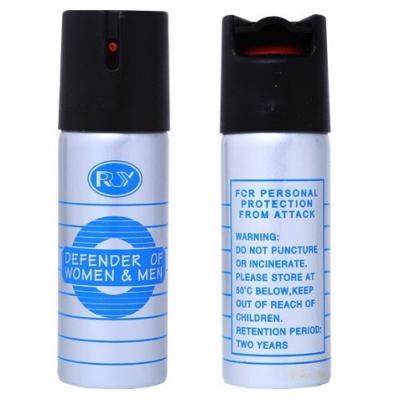 ROY
DEFENDER OF
WOMEN & MEN
FOR PERSONAL
PROTECTION
FROM ATTACK
WARNING:
DO NOT PUNCTURE
OR INCINERATE.
PLEASE STORE AT
50°C BELOW,KEEP
OUT OF REACH OF
CHILDREN.
RETENTION PERIOD:
TWO YEARS